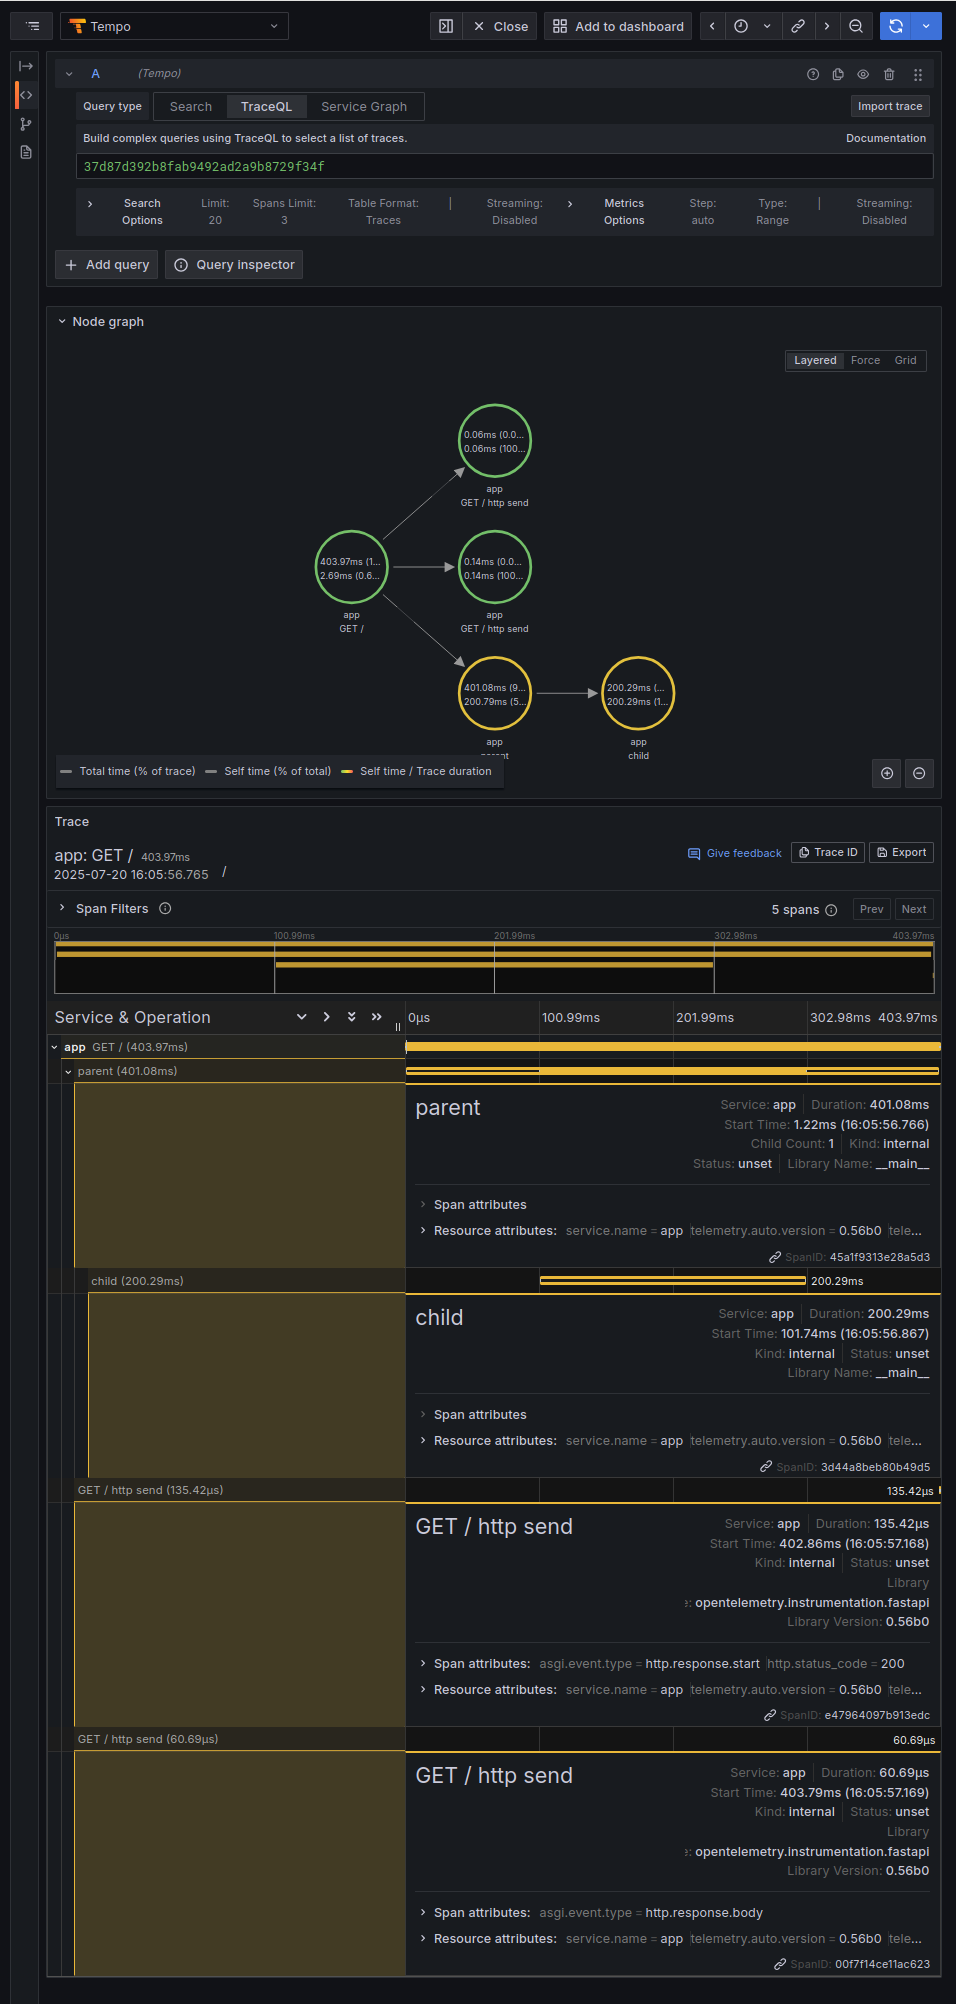 Tempo
Close
Add to dashboard
A
(Tempo)
Query type
Search
TraceQL
Service Graph
Import trace
Build complex queries using TraceQL to select a list of traces.
Documentation
37d87d392b8fab9492ad2a9b8729f34f
Search Options
Limit: 20
Spans Limit: 3
Table Format: Traces
Streaming: Disabled
Metrics Options
Step: auto
Type: Range
Streaming: Disabled
Add query
Query inspector
Node graph
Layered
Force
Grid
0.06ms (0.0...
0.06ms (100...
app
GET / http send
403.97ms (1...
2.69ms (0.6...
app
GET /
0.14ms (0.0...
0.14ms (100...
app
GET / http send
401.08ms (9...
200.79ms (5...
app
200.29ms (...
200.29ms (1...
app
child
Total time (% of trace)
Self time (% of total)
Self time / Trace duration
Trace
app: GET / 403.97ms
2025-07-20 16:05:56.765 /
Give feedback
Trace ID
Export
Span Filters
5 spans
Prev
Next
0μs
100.99ms
201.99ms
302.98ms
403.97ms
Service & Operation
0μs
100.99ms
201.99ms
302.98ms
403.97ms
app GET / (403.97ms)
parent (401.08ms)
parent
Service: app
Duration: 401.08ms
Start Time: 1.22ms (16:05:56.766)
Child Count: 1
Kind: internal
Status: unset
Library Name: __main__
Span attributes
Resource attributes: service.name = app telemetry.auto.version = 0.56b0 tele...
SpanID: 45a1f9313e28a5d3
child (200.29ms)
200.29ms
child
Service: app
Duration: 200.29ms
Start Time: 101.74ms (16:05:56.867)
Kind: internal
Status: unset
Library Name: __main__
Span attributes
Resource attributes: service.name = app telemetry.auto.version = 0.56b0 tele...
SpanID: 3d44a8beb80b49d5
GET / http send (135.42μs)
135.42μs
GET / http send
Service: app
Duration: 135.42μs
Start Time: 402.86ms (16:05:57.168)
Kind: internal
Status: unset
Library
: opentelemetry.instrumentation.fastapi
Library Version: 0.56b0
Span attributes: asgi.event.type = http.response.start http.status_code = 200
Resource attributes: service.name = app telemetry.auto.version = 0.56b0 tele...
SpanID: e47964097b913edc
GET / http send (60.69μs)
60.69μs
GET / http send
Service: app
Duration: 60.69μs
Start Time: 403.79ms (16:05:57.169)
Kind: internal
Status: unset
Library
: opentelemetry.instrumentation.fastapi
Library Version: 0.56b0
Span attributes: asgi.event.type = http.response.body
Resource attributes: service.name = app telemetry.auto.version = 0.56b0 tele...
SpanID: 00f7f14ce11ac623